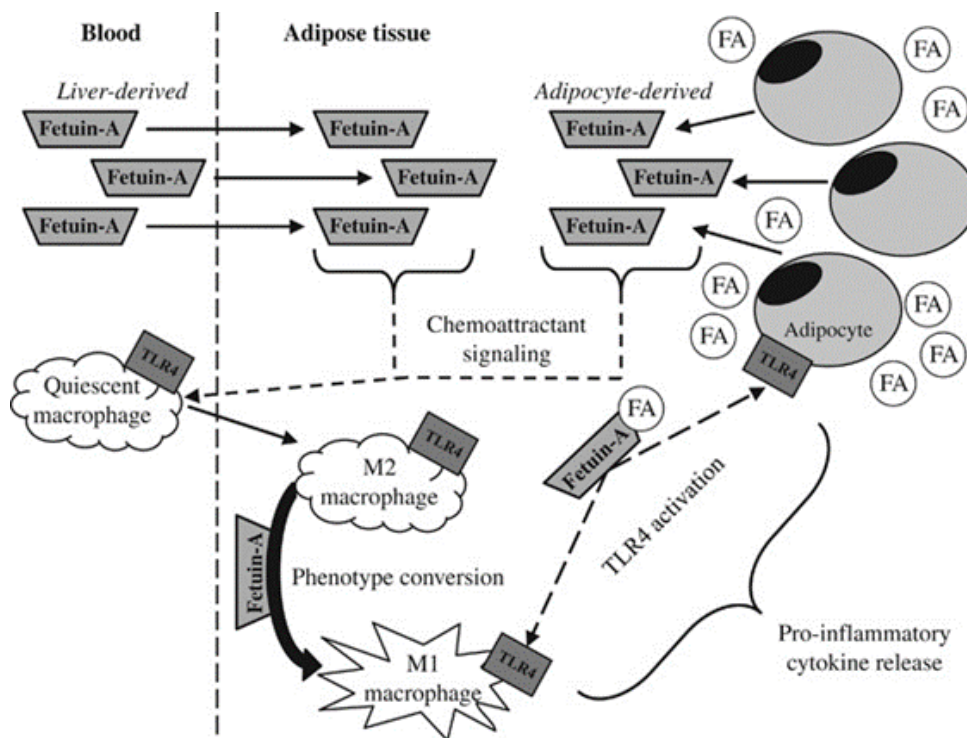 Blood
Adipose tissue
FA
FA
Liver-derived
Adipocyte-derived
Fetuin-A
Fetuin-A
Fetuin-A
FA
Fetuin-A
Fetuin-A
Fetuin-A
Fetuin-A
Fetuin-A
Fetuin-A
FA
FA
FA
FA
FA
FA
Adipocyte
TLR4
Chemoattractant
signaling
TLR4
Quiescent
macrophage
TLR4
M2
macrophage
FA
Fetuin-A
TLR4 activation
Fetuin-A
Phenotype conversion
M1
macrophage
TLR4
Pro-inflammatory
cytokine release